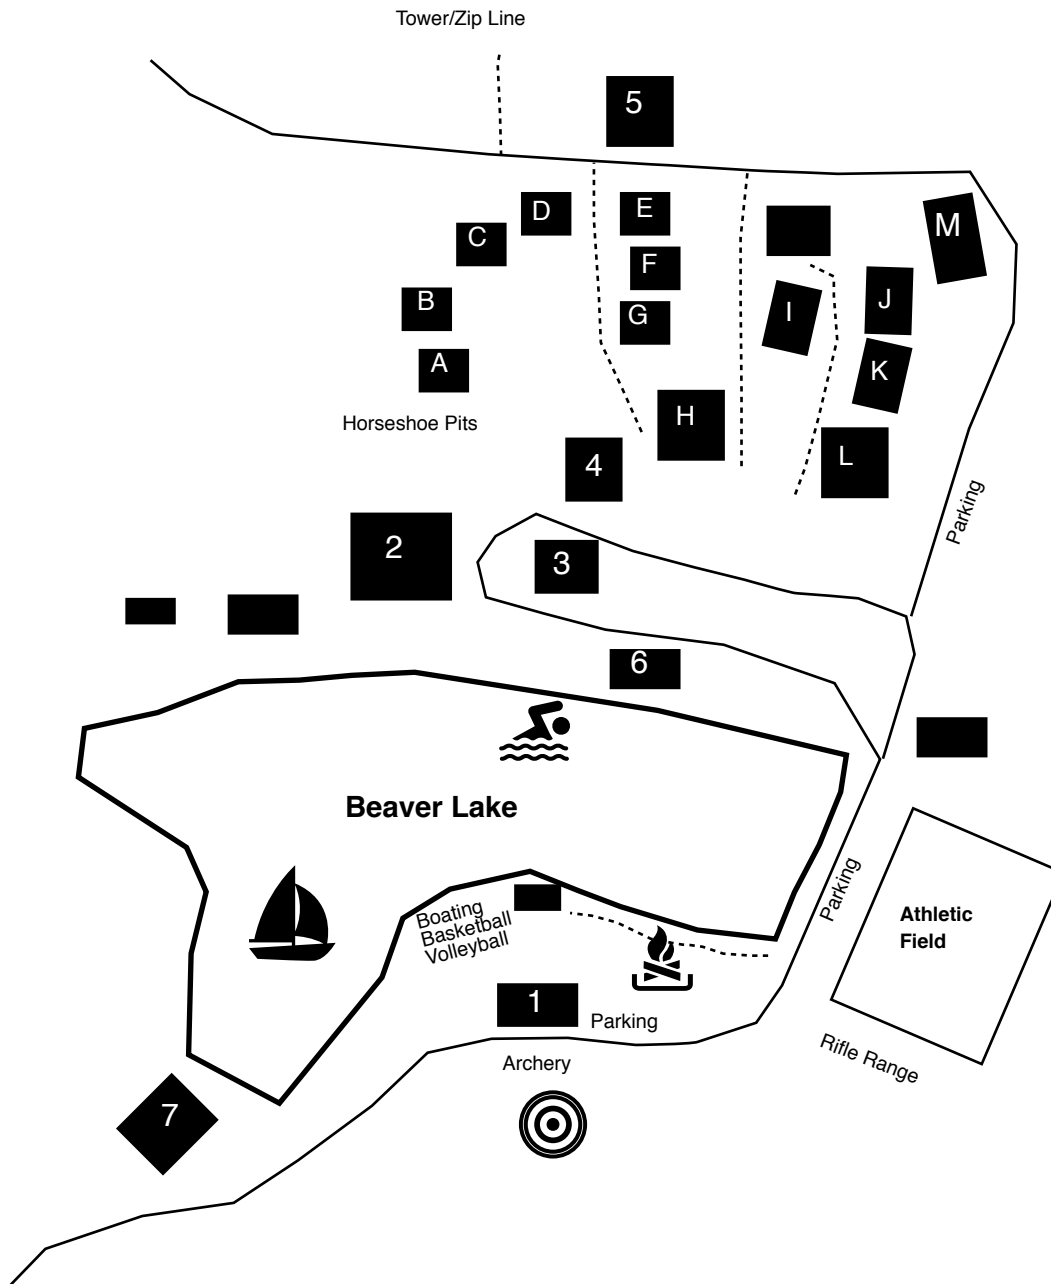 Tower/Zip Line
5
D
E
M
C
F
B
G
I
J
A
K
Horseshoe Pits
H
L
4
Parking
2
3
6
Beaver Lake
Parking
Boating
Basketball
Volleyball
Athletic
Field
1
Parking
Rifle Range
Archery
7